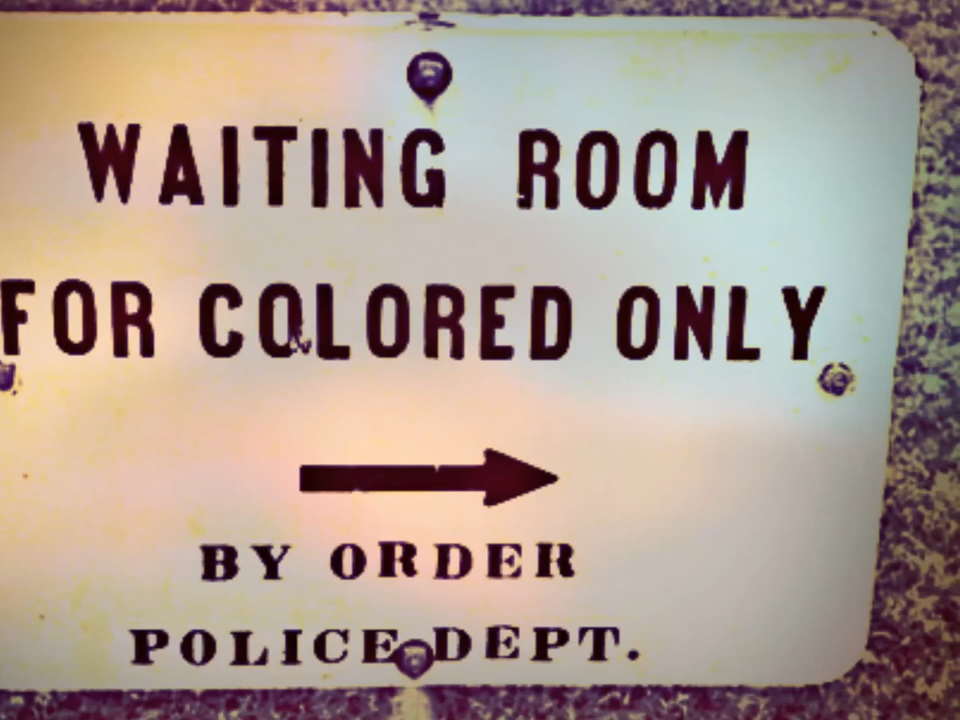 WAITING ROOM
FOR COLORED ONLY
BY ORDER
POLICE DEPT.